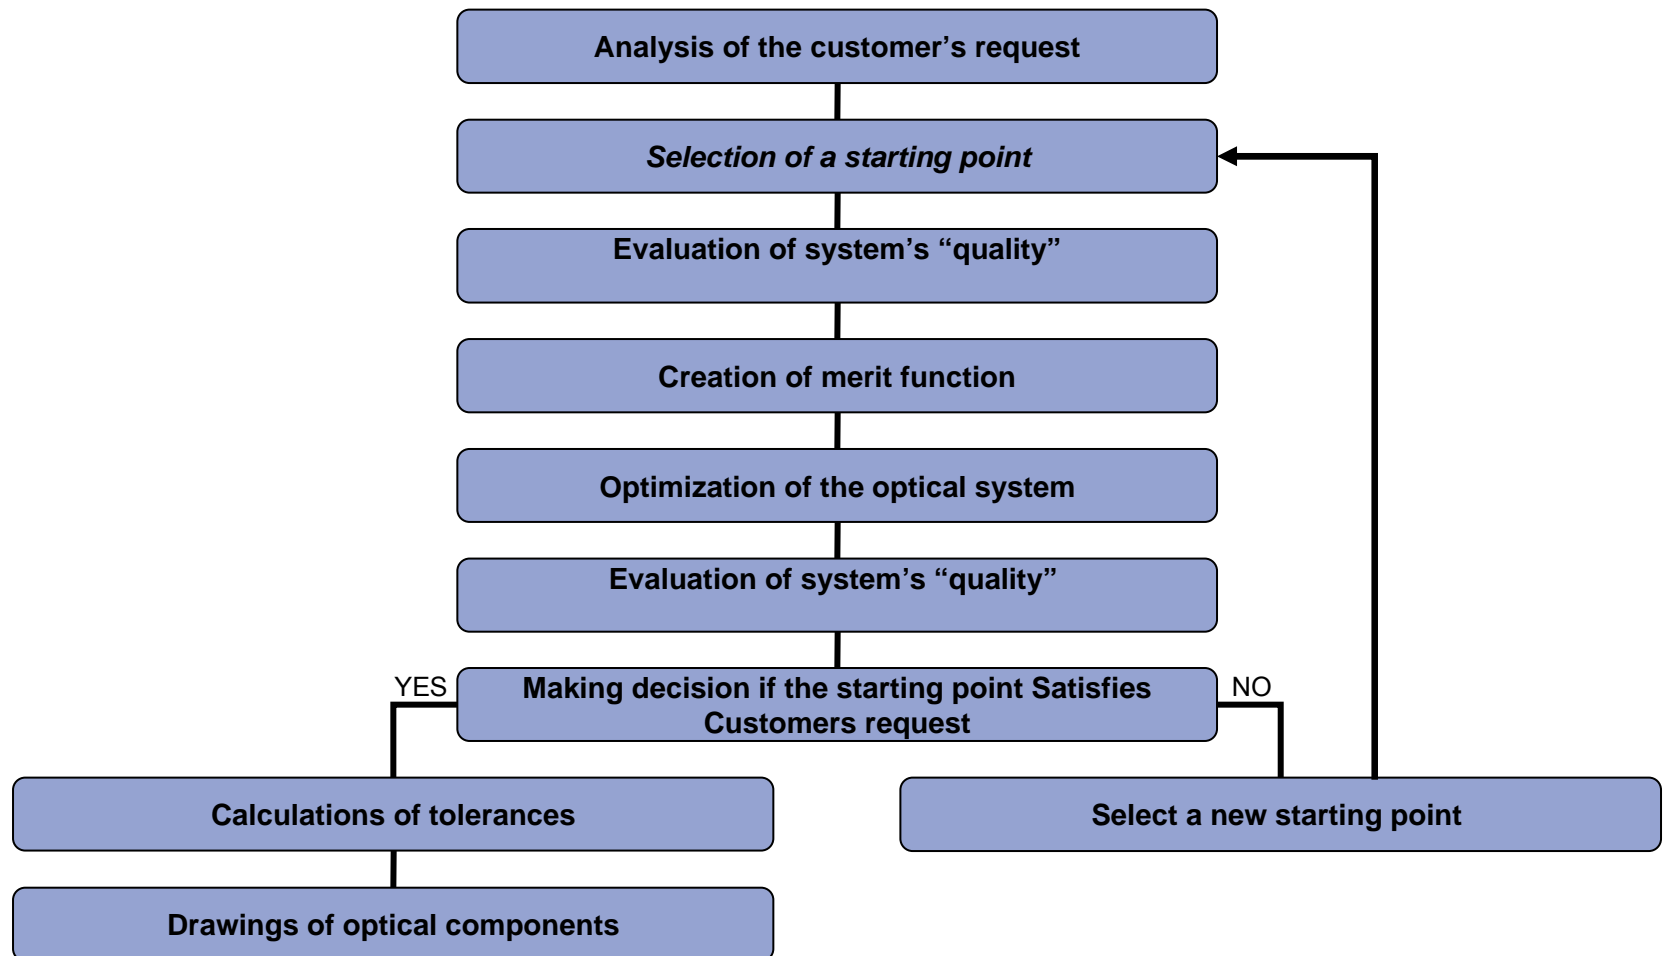 Analysis of the customer’s request
Selection of a starting point
Evaluation of system’s “quality”
Creation of merit function
Optimization of the optical system
Evaluation of system’s “quality”
YES
Making decision if the starting point Satisfies
Customers request
NO
Calculations of tolerances
Select a new starting point
Drawings of optical components